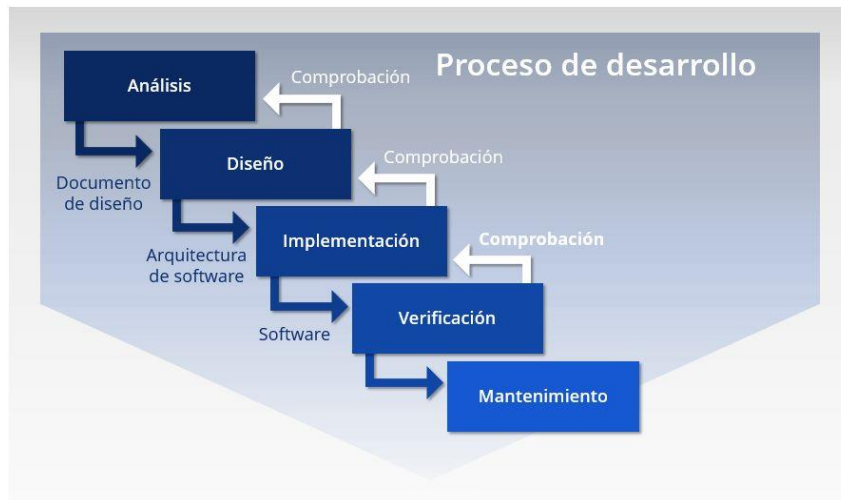 Proceso de desarrollo
Análisis
Comprobación
Documento
de diseño
Diseño
Comprobación
Arquitectura
de software
Implementación
Comprobación
Software
Verificación
Mantenimiento